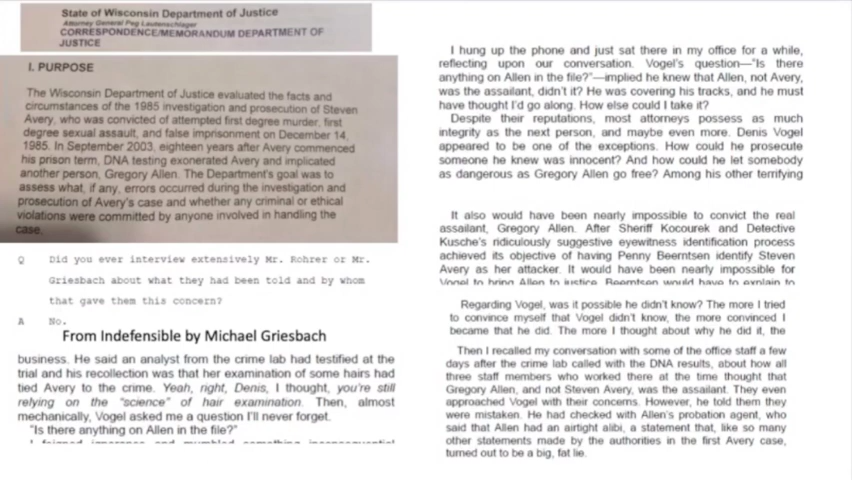 State of Wisconsin Department of Justice
Attorney General Peg Lautenschlager
CORRESPONDENCE/MEMORANDUM DEPARTMENT OF
JUSTICE
I. PURPOSE
The Wisconsin Department of Justice evaluated the facts and
circumstances of the 1985 investigation and prosecution of Steven
Avery, who was convicted of attempted first degree murder, first
degree sexual assault, and false imprisonment on December 14,
1985. In September 2003, eighteen years after Avery commenced
his prison term, DNA testing exonerated Avery and implicated
another person, Gregory Allen. The Department's goal was to
assess what, if any, errors occurred during the investigation and
prosecution of Avery's case and whether any criminal or ethical
violations were committed by anyone involved in handling the
case.
Q Did you ever interview extensively Mr. Rohrer or Mr.
Griesbach about what they had been told and by whom
that gave them this concern?
A No.
From Indefensible by Michael Griesbach
business. He said an analyst from the crime lab had testified at the
trial and his recollection was that her examination of some hairs had
tied Avery to the crime. Yeah, right, Denis, I thought, you're still
relying on the "science" of hair examination. Then, almost
mechanically, Vogel asked me a question I'll never forget.
"Is there anything on Allen in the file?"
I hung up the phone and just sat there in my office for a while,
reflecting upon our conversation. Vogel's question—"Is there
anything on Allen in the file?"—implied he knew that Allen, not Avery,
was the assailant, didn't it? He was covering his tracks, and he must
have thought I'd go along. How else could I take it?
Despite their reputations, most attorneys possess as much
integrity as the next person, and maybe even more. Denis Vogel
appeared to be one of the exceptions. How could he prosecute
someone he knew was innocent? And how could he let somebody
as dangerous as Gregory Allen go free? Among his other terrifying
It also would have been nearly impossible to convict the real
assailant, Gregory Allen. After Sheriff Kocourek and Detective
Kusche's ridiculously suggestive eyewitness identification process
achieved its objective of having Penny Beerntsen identify Steven
Avery as her attacker. It would have been nearly impossible for
Vogel to bring Allen to justice. Beerntsen would have to explain to
Regarding Vogel, was it possible he didn't know? The more I tried
to convince myself that Vogel didn't know, the more convinced I
became that he did. The more I thought about why he did it, the
Then I recalled my conversation with some of the office staff a few
days after the crime lab called with the DNA results, about how all
three staff members who worked there at the time thought that
Gregory Allen, and not Steven Avery, was the assailant. They even
approached Vogel with their concerns. However, he told them they
were mistaken. He had checked with Allen's probation agent, who
said that Allen had an airtight alibi, a statement that, like so many
other statements made by the authorities in the first Avery case,
turned out to be a big, fat lie.